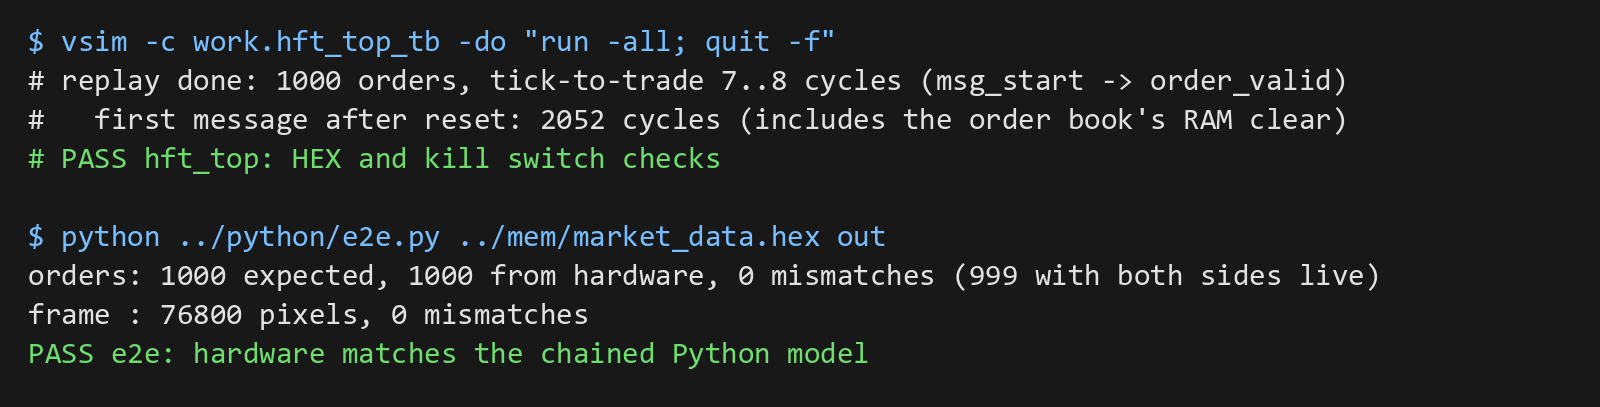 $ vsim -c work.hft_top_tb -do "run -all; quit -f"
# replay done: 1000 orders, tick-to-trade 7..8 cycles (msg_start -> order_valid)
#   first message after reset: 2052 cycles (includes the order book's RAM clear)
# PASS hft_top: HEX and kill switch checks
$ python ../python/e2e.py ../mem/market_data.hex out
orders: 1000 expected, 1000 from hardware, 0 mismatches (999 with both sides live)
frame : 76800 pixels, 0 mismatches
PASS e2e: hardware matches the chained Python model